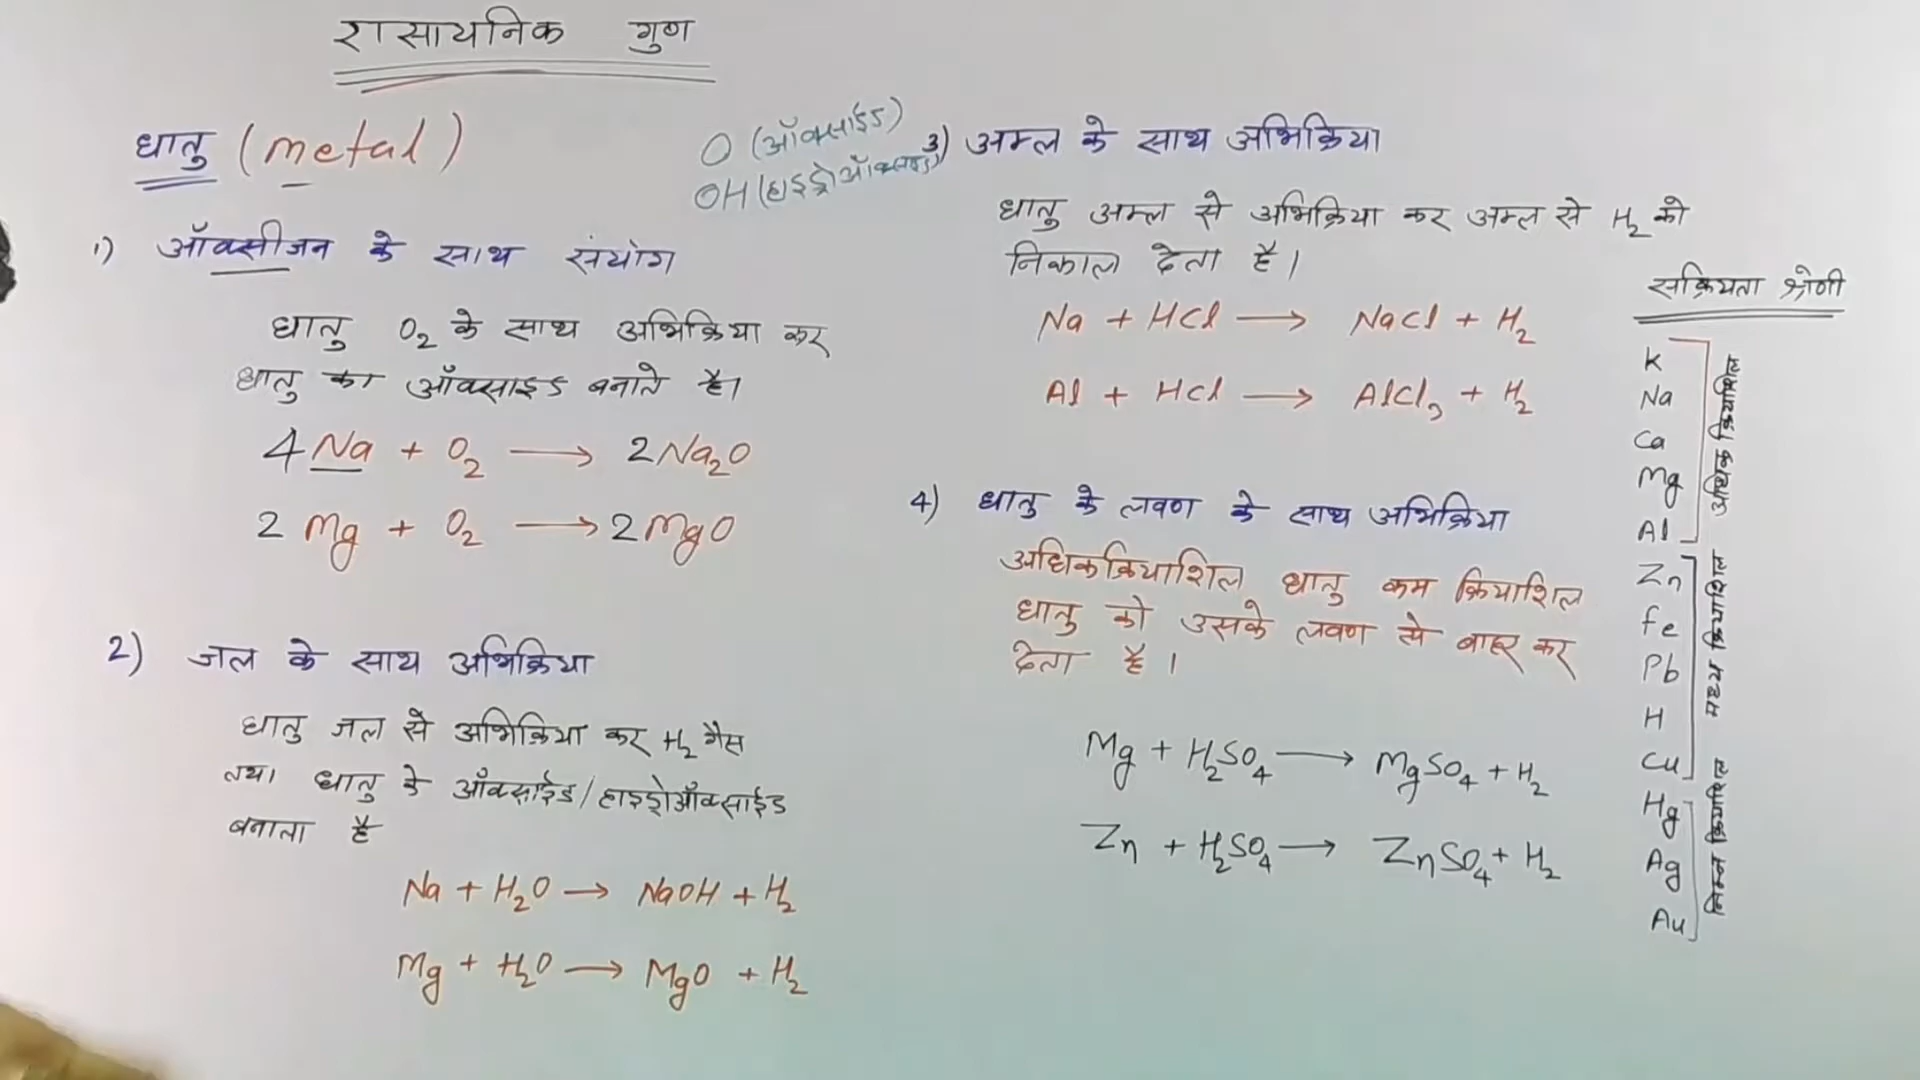 रासायनिक गुण
धातु (metal)
O (ऑक्साईड)
OH (हाइड्रोऑक्साइड)
1) ऑक्सीजन के साथ संयोग
धातु O₂ के साथ अभिक्रिया कर
धातु का ऑक्साइड बनाते है।
4Na + O₂ → 2Na₂O
2Mg + O₂ → 2MgO
2) जल के साथ अभिक्रिया
धातु जल से अभिक्रिया कर H₂ गैस
तथा धातु के ऑक्साईड/हाइड्रोऑक्साईड
बनाता है
Na + H₂O → NaOH + H₂
Mg + H₂O → MgO + H₂
3) अम्ल के साथ अभिक्रिया
धातु अम्ल से अभिक्रिया कर अम्ल से H₂ को
निकाल देता है।
Na + HCl → NaCl + H₂
Al + HCl → AlCl₃ + H₂
4) धातु के लवण के साथ अभिक्रिया
अधिकक्रियाशिल धातु कम क्रियाशिल
धातु को उसके लवण से बाहर कर
देता है।
Mg + H₂SO₄ → MgSO₄ + H₂
Zn + H₂SO₄ → ZnSO₄ + H₂
सक्रियता श्रेणी
K
Na
Ca
Mg
Al
अधिक क्रियाशिल
Zn
Fe
Pb
H
Cu
मध्यम क्रियाशिल
Hg
Ag
Au
निम्न क्रियाशिल